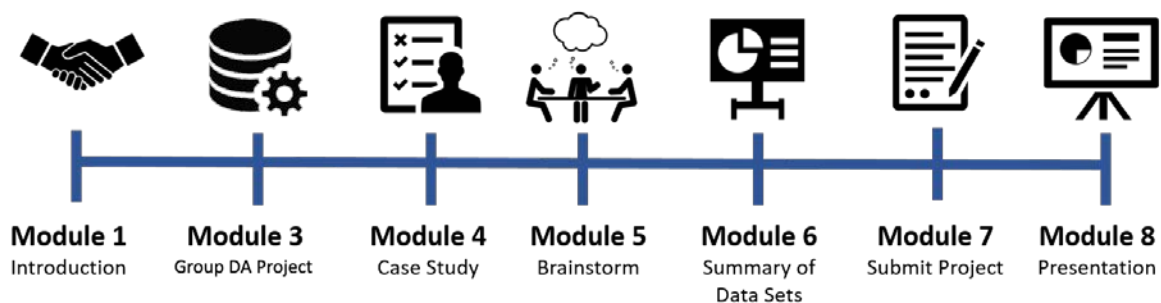 Module 1
Introduction
Module 3
Group DA Project
Module 4
Case Study
Module 5
Brainstorm
Module 6
Summary of
Data Sets
Module 7
Submit Project
Module 8
Presentation